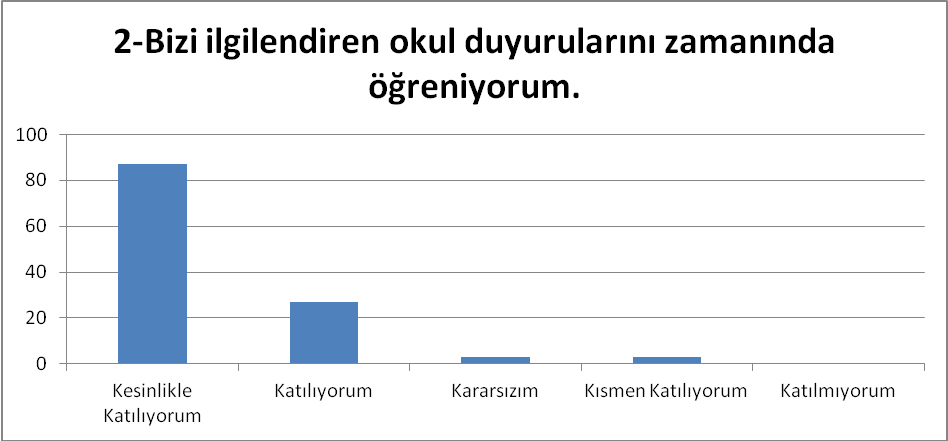 2-Bizi ilgilendiren okul duyurularını zamanında
öğreniyorum.
100
80
60
40
20
0
Kesinlikle
Katılıyorum
Katılıyorum
Kararsızım
Kısmen Katılıyorum
Katılmıyorum